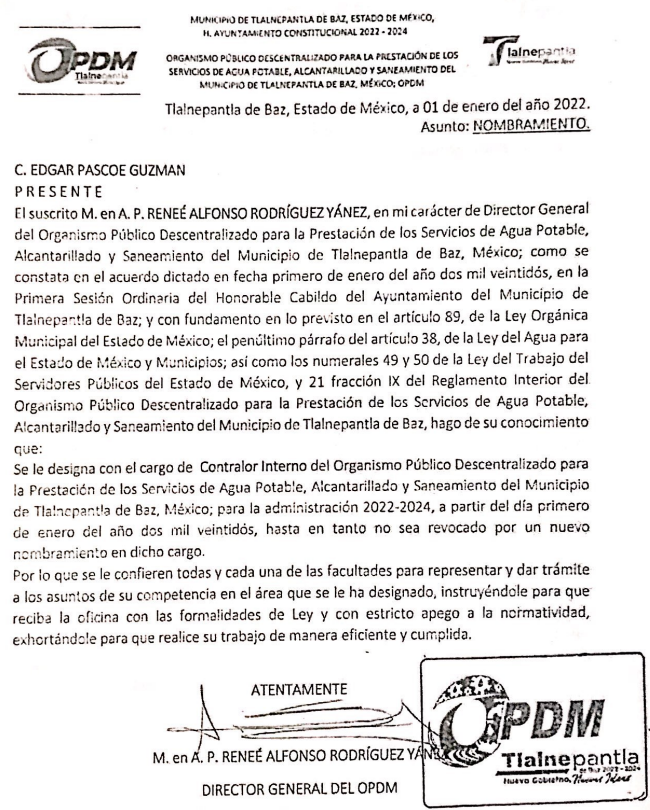 MUNICIPIO DE TLALNEPANTLA DE BAZ, ESTADO DE MÉXICO,
H. AYUNTAMIENTO CONSTITUCIONAL 2022 - 2024
OPDM
Tlalnepantla
ORGANISMO PÚBLICO DESCENTRALIZADO PARA LA PRESTACIÓN DE LOS
SERVICIOS DE AGUA POTABLE, ALCANTARILLADO Y SANEAMIENTO DEL
MUNICIPIO DE TLALNEPANTLA DE BAZ, MÉXICO; OPDM
Tlalnepantla
Tlalnepantla de Baz, Estado de México, a 01 de enero del año 2022.
Asunto: NOMBRAMIENTO.
C. EDGAR PASCOE GUZMAN
P R E S E N T E
El suscrito M. en A. P. RENEÉ ALFONSO RODRÍGUEZ YÁNEZ, en mi carácter de Director General
del Organismo Público Descentralizado para la Prestación de los Servicios de Agua Potable,
Alcantarillado y Saneamiento del Municipio de Tlalnepantla de Baz, México; como se
constata en el acuerdo dictado en fecha primero de enero del año dos mil veintidós, en la
Primera Sesión Ordinaria del Honorable Cabildo del Ayuntamiento del Municipio de
Tlalnepantla de Baz; y con fundamento en lo previsto en el artículo 89, de la Ley Orgánica
Municipal del Estado de México; el penúltimo párrafo del artículo 38, de la Ley del Agua para
el Estado de México y Municipios; así como los numerales 49 y 50 de la Ley del Trabajo del
Servidores Públicos del Estado de México, y 21 fracción IX del Reglamento Interior del
Organismo Público Descentralizado para la Prestación de los Servicios de Agua Potable,
Alcantarillado y Saneamiento del Municipio de Tlalnepantla de Baz, hago de su conocimiento
que:
Se le designa con el cargo de Contralor Interno del Organismo Público Descentralizado para
la Prestación de los Servicios de Agua Potable, Alcantarillado y Saneamiento del Municipio
de Tlalnepantla de Baz, México; para la administración 2022-2024, a partir del día primero
de enero del año dos mil veintidós, hasta en tanto no sea revocado por un nuevo
nombramiento en dicho cargo.
Por lo que se le confieren todas y cada una de las facultades para representar y dar trámite
a los asuntos de su competencia en el área que se le ha designado, instruyéndole para que
reciba la oficina con las formalidades de Ley y con estricto apego a la normatividad,
exhortándole para que realice su trabajo de manera eficiente y cumplida.
ATENTAMENTE
M. en A. P. RENEÉ ALFONSO RODRÍGUEZ YÁNEZ
DIRECTOR GENERAL DEL OPDM
OPDM
Tlalnepantla
de Baz 2022 - 2024
Nuevo Gobierno, Nuevas Ideas